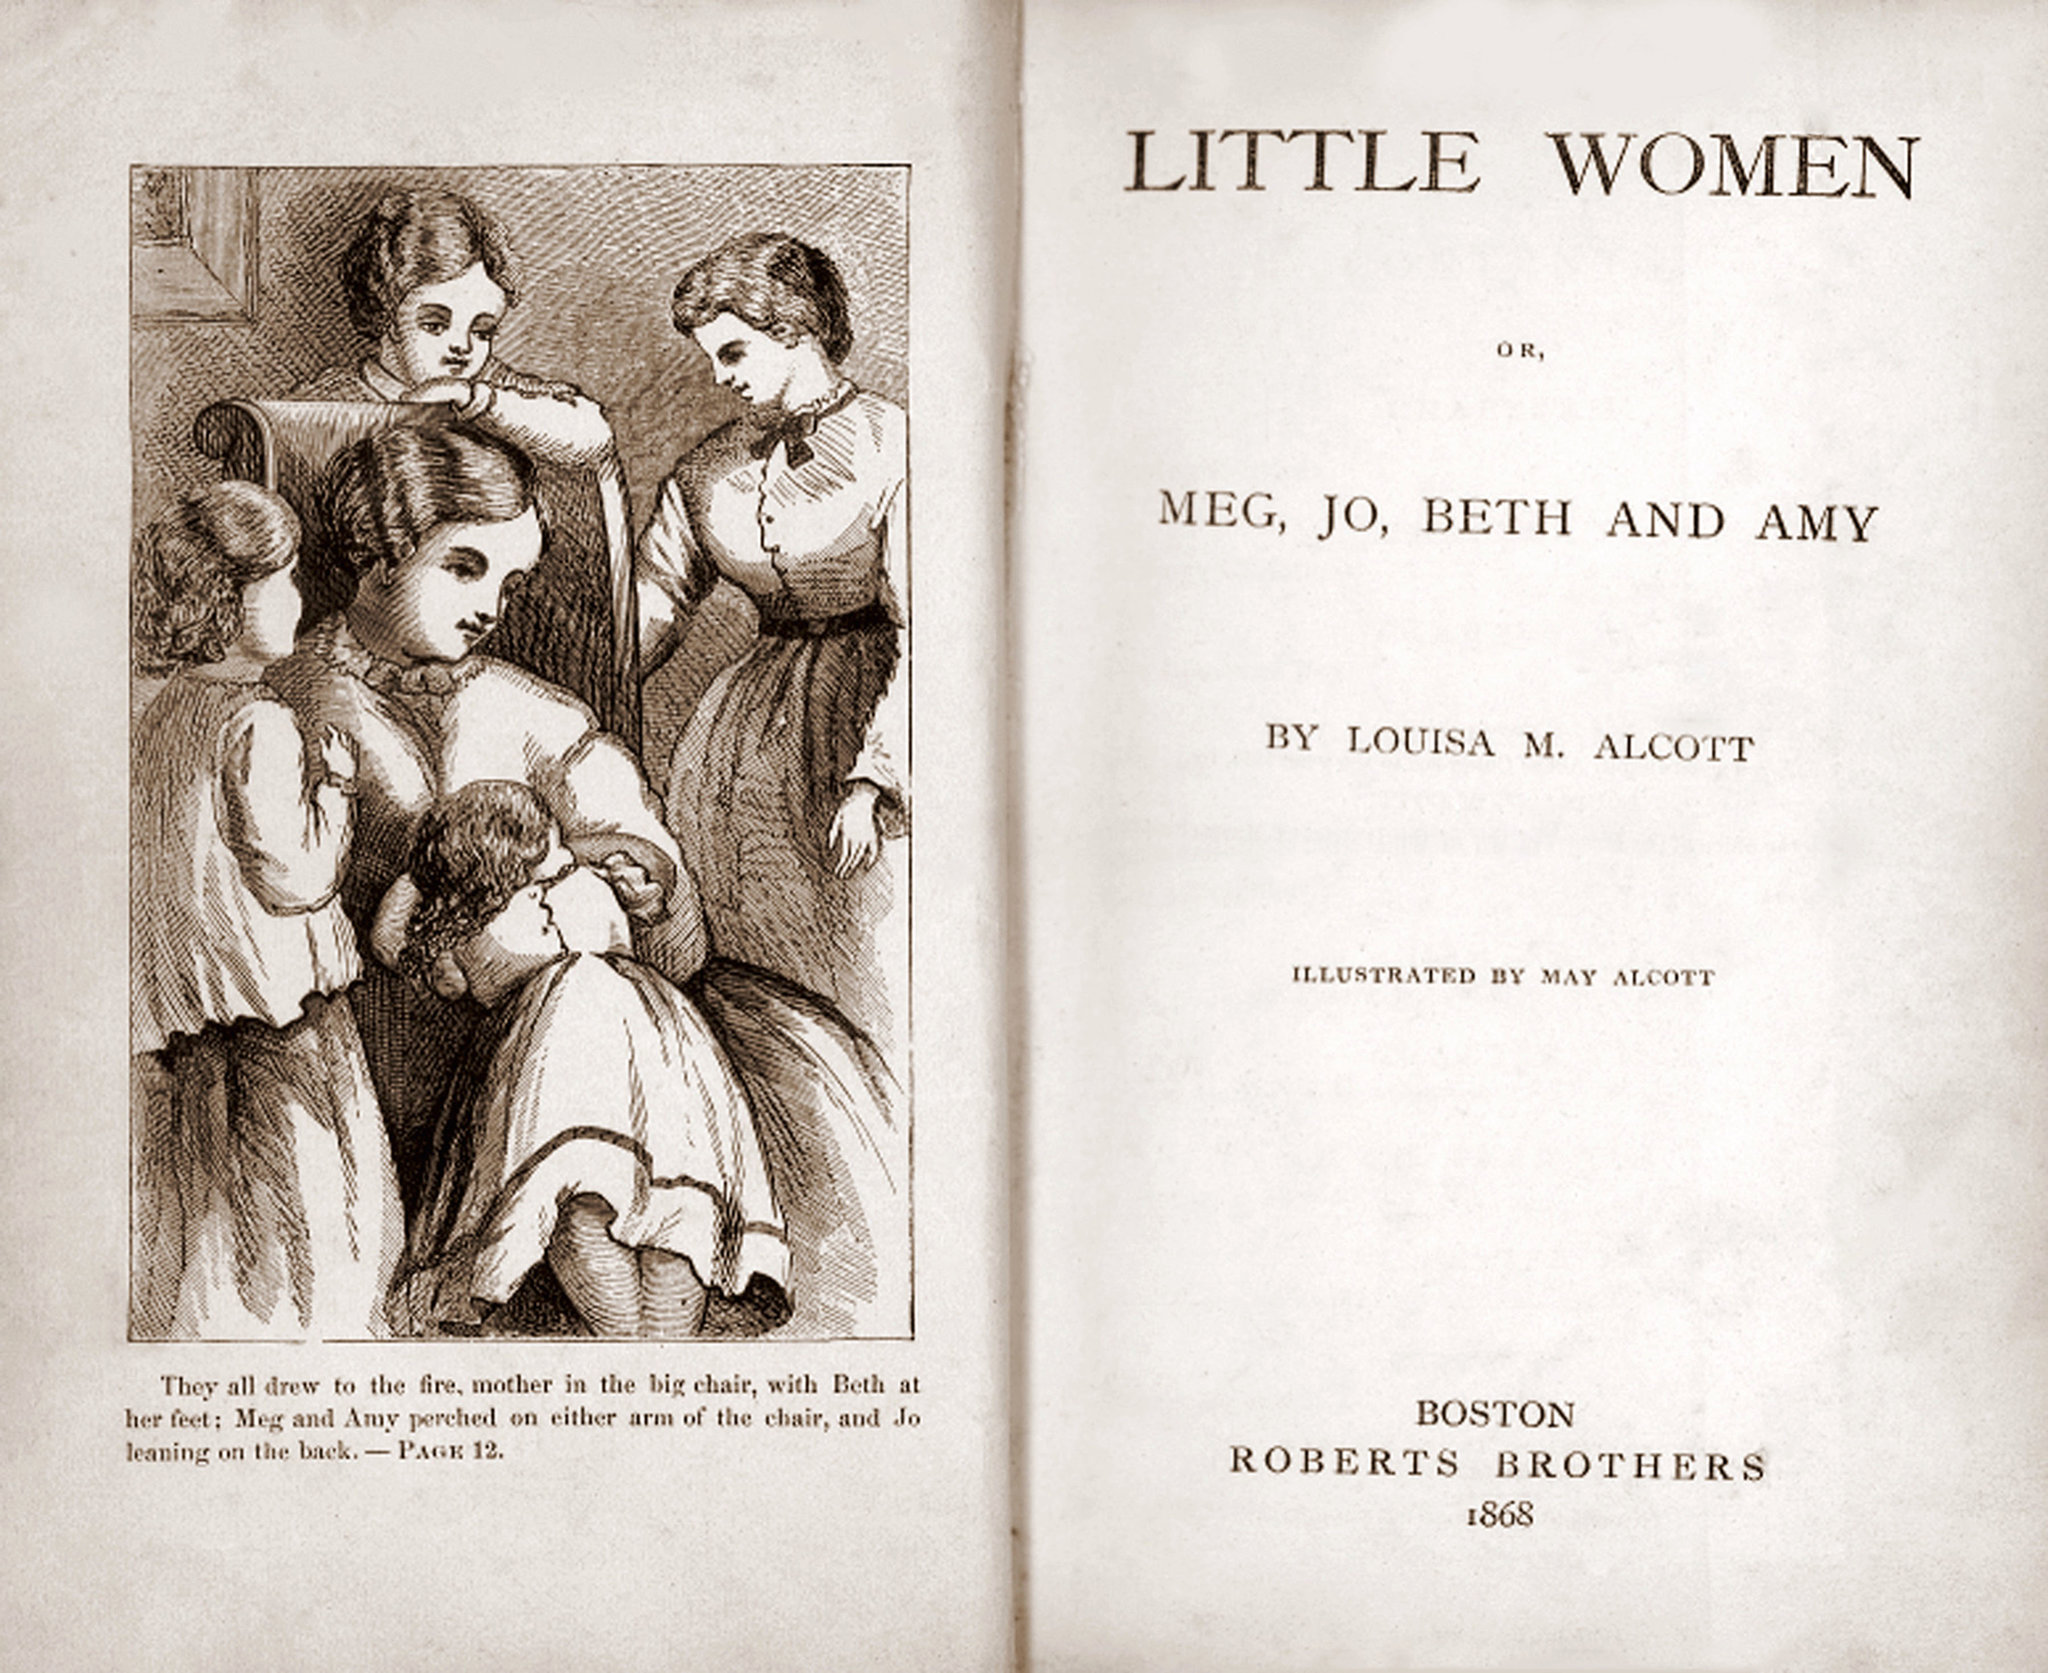 They all drew to the fire, mother in the big chair, with Beth at
her feet; Meg and Amy perched on either arm of the chair, and Jo
leaning on the back. — PAGE 12.
LITTLE WOMEN
OR,
MEG, JO, BETH AND AMY
BY LOUISA M. ALCOTT
ILLUSTRATED BY MAY ALCOTT
BOSTON
ROBERTS BROTHERS
1868